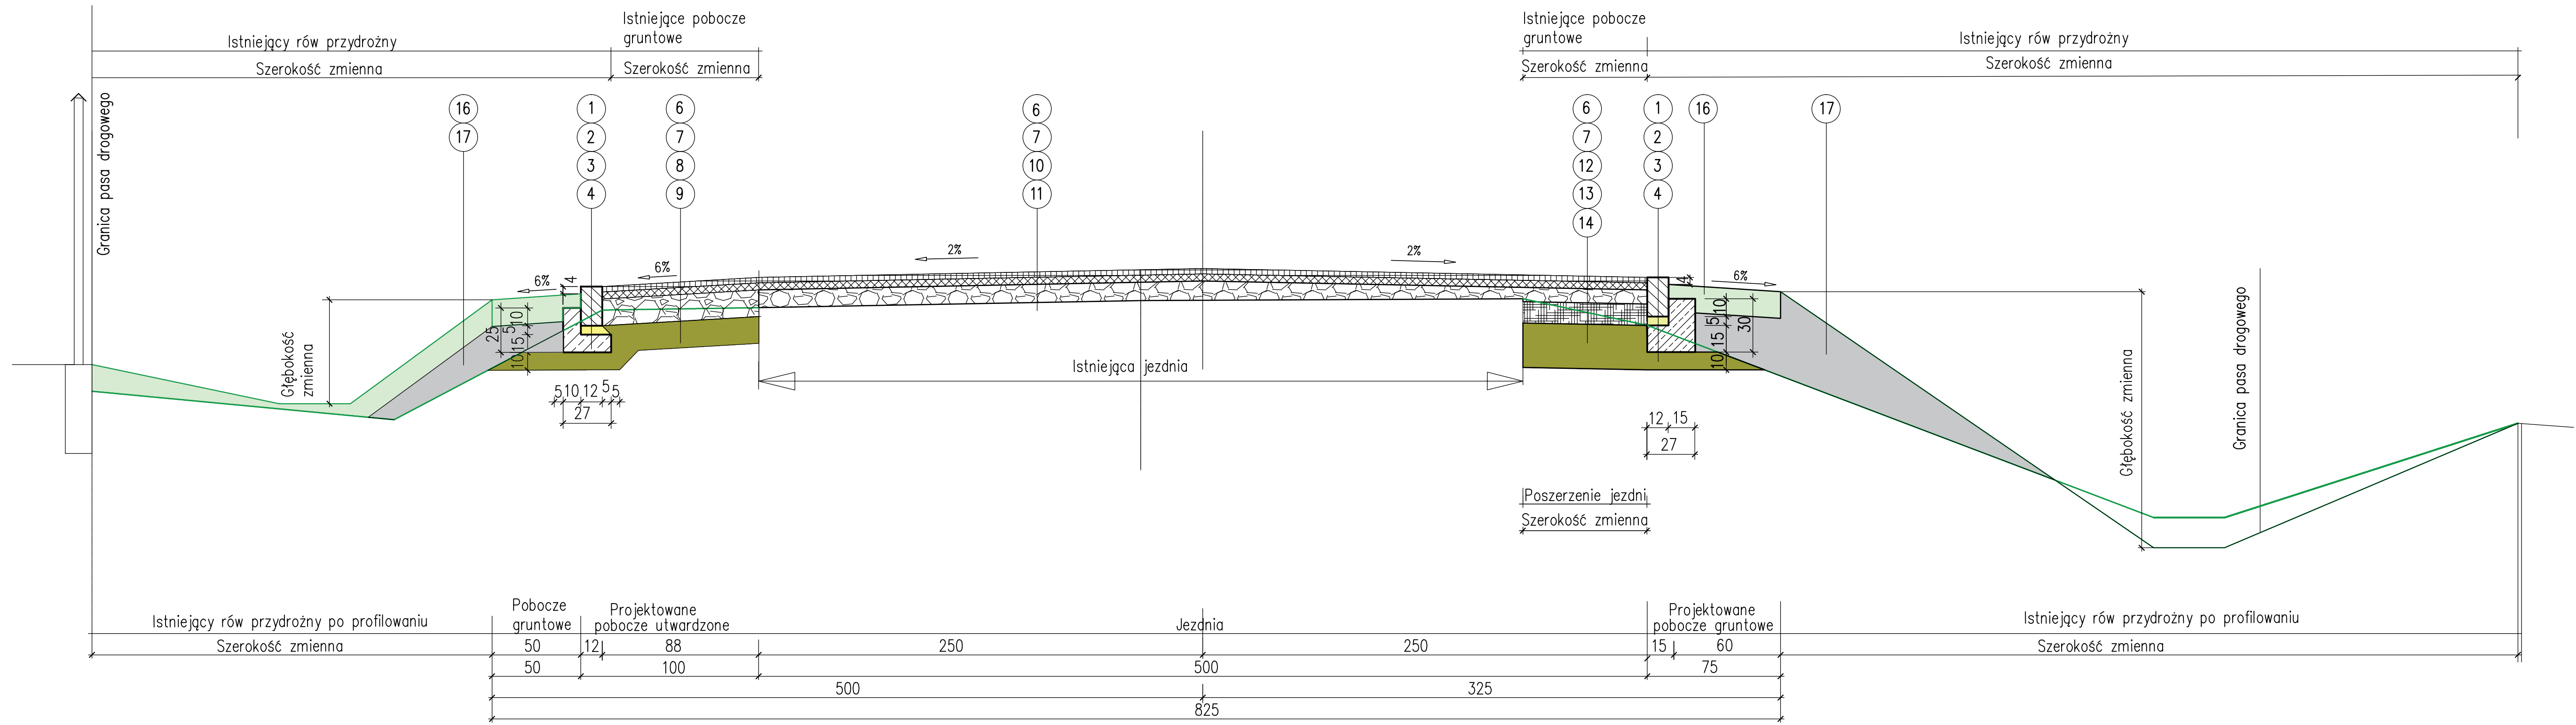 Istniejący rów przydrożny
Istniejące pobocze
gruntowe
Istniejące pobocze
gruntowe
Istniejący rów przydrożny
Szerokość zmienna
Szerokość zmienna
Szerokość zmienna
Szerokość zmienna
Granica pasa drogowego
16
17
1
2
3
4
6
7
8
9
6
7
10
11
6
7
12
13
14
1
2
3
4
16
17
6%
4
6%
2%
2%
4
6%
Głębokość
zmienna
25
10
5
15
10
5
10
12
5
5
27
Istniejąca jezdnia
10
5
15
10
30
12
15
27
Głębokość zmienna
Granica pasa drogowego
Poszerzenie jezdni
Szerokość zmienna
Istniejący rów przydrożny po profilowaniu
Pobocze
gruntowe
Projektowane
pobocze utwardzone
Jezdnia
Projektowane
pobocze gruntowe
Istniejący rów przydrożny po profilowaniu
Szerokość zmienna
50
12
88
250
250
15
60
Szerokość zmienna
50
100
500
75
500
325
825